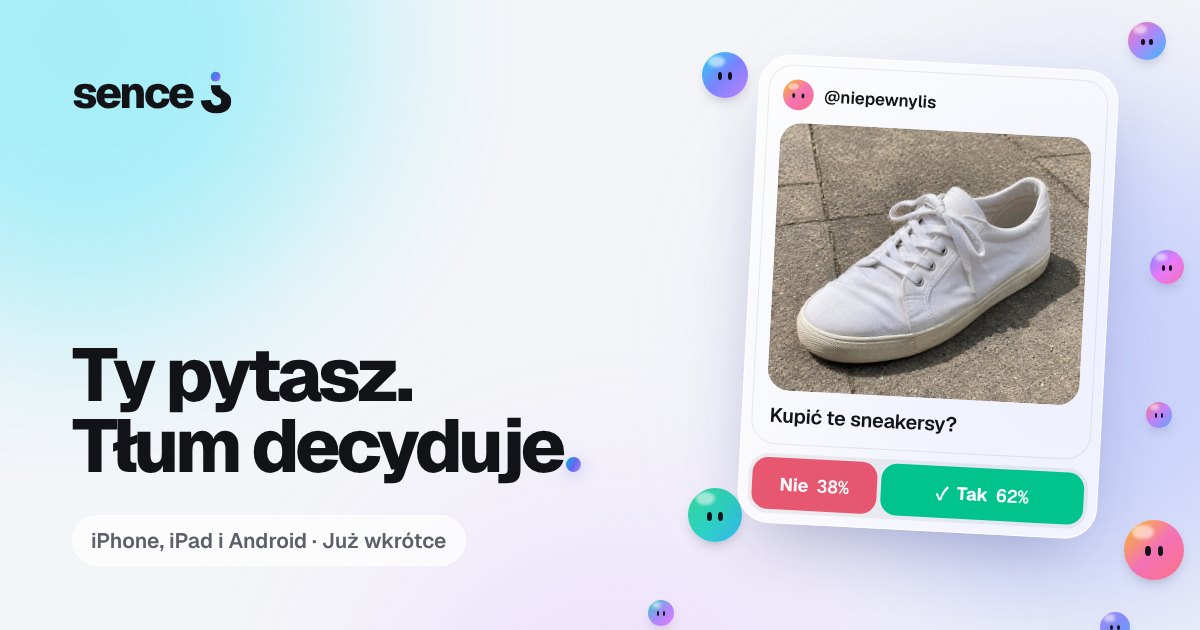 sence
Ty pytasz.
Tłum decyduje.
iPhone, iPad i Android · Już wkrótce
@niepewnylis
Kupić te sneakersy?
Nie 38%
✓ Tak 62%